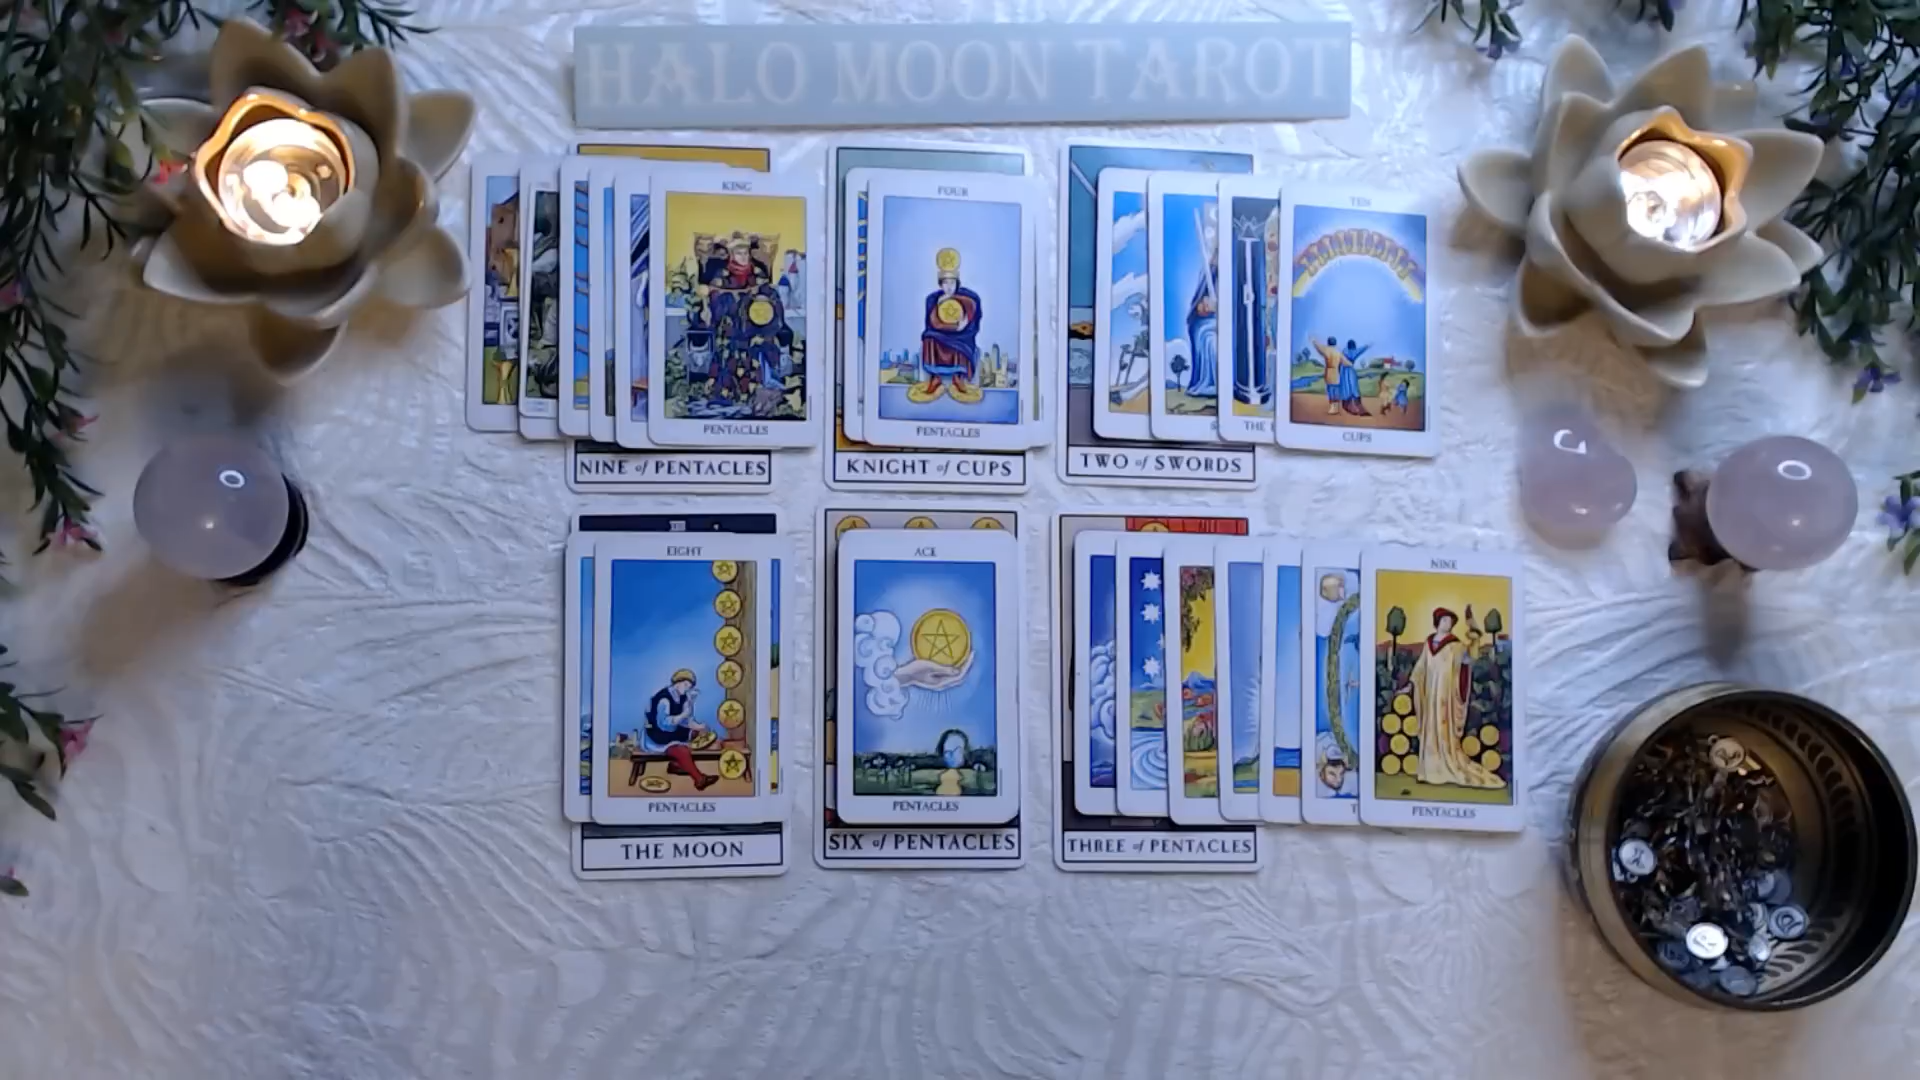 HALO MOON TAROT
KING
PENTACLES
NINE of PENTACLES
FOUR
PENTACLES
KNIGHT of CUPS
TEN
CUPS
THE
TWO of SWORDS
EIGHT
PENTACLES
THE MOON
ACE
PENTACLES
SIX of PENTACLES
NINE
PENTACLES
THREE of PENTACLES